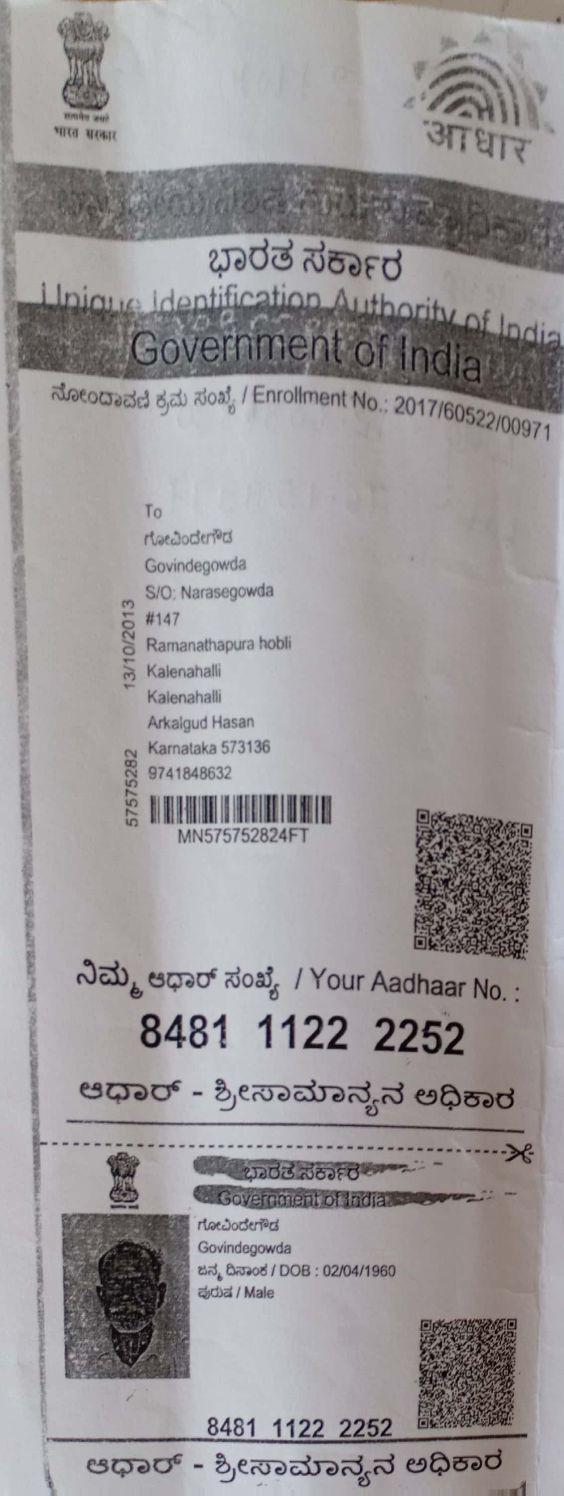 भारत सरकार
आधार
ಭಾರತ ಸರ್ಕಾರ
Unique Identification Authority of India
Government of India
ನೋಂದಾವಣಿ ಕ್ರಮ ಸಂಖ್ಯೆ / Enrollment No.: 2017/60522/00971
To
ಗೋವಿಂದೇಗೌಡ
Govindegowda
S/O: Narasegowda
#147
Ramanathapura hobli
Kalenahalli
Kalenahalli
Arkalgud Hasan
Karnataka 573136
9741848632
13/10/2013
57575282
MN575752824FT
ನಿಮ್ಮ ಆಧಾರ್ ಸಂಖ್ಯೆ / Your Aadhaar No. :
8481 1122 2252
ಆಧಾರ್ - ಶ್ರೀಸಾಮಾನ್ಯನ ಅಧಿಕಾರ
ಭಾರತ ಸರ್ಕಾರ
Government of India
ಗೋವಿಂದೇಗೌಡ
Govindegowda
ಜನ್ಮ ದಿನಾಂಕ / DOB : 02/04/1960
ಪುರುಷ / Male
8481 1122 2252
ಆಧಾರ್ - ಶ್ರೀಸಾಮಾನ್ಯನ ಅಧಿಕಾರ